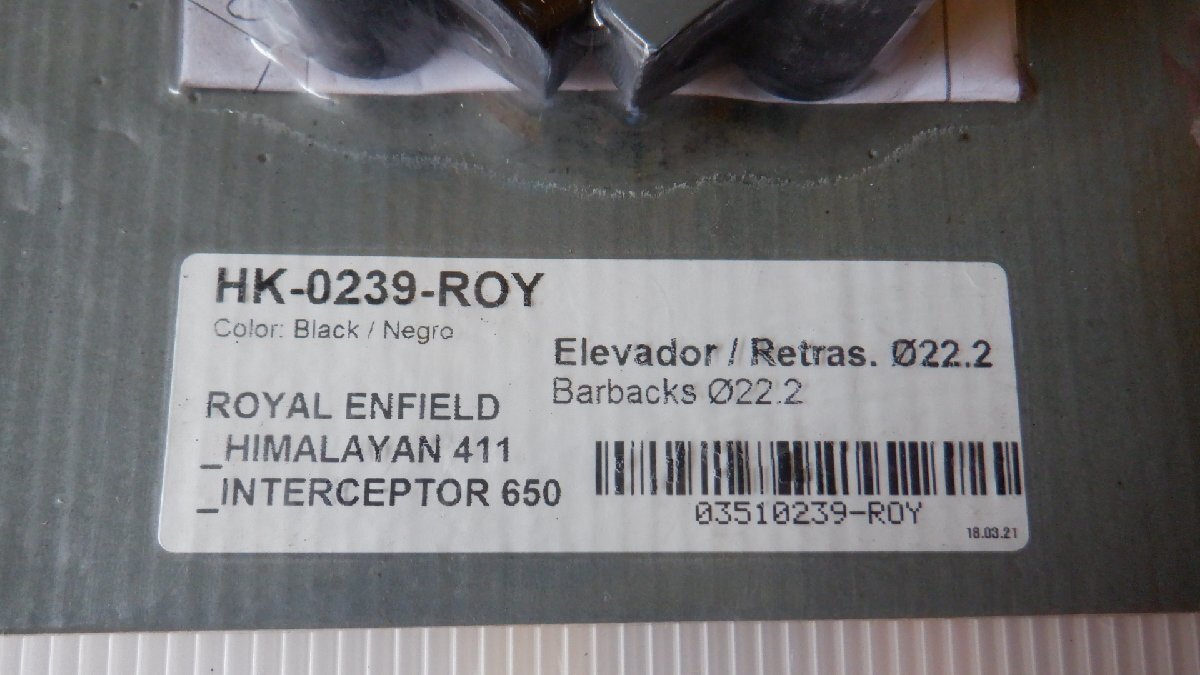 HK-0239-ROY
Color: Black / Negro
Elevador / Retras. Ø22.2
Barbacks Ø22.2
ROYAL ENFIELD
_HIMALAYAN 411
_INTERCEPTOR 650
03510239-ROY
18.03.21